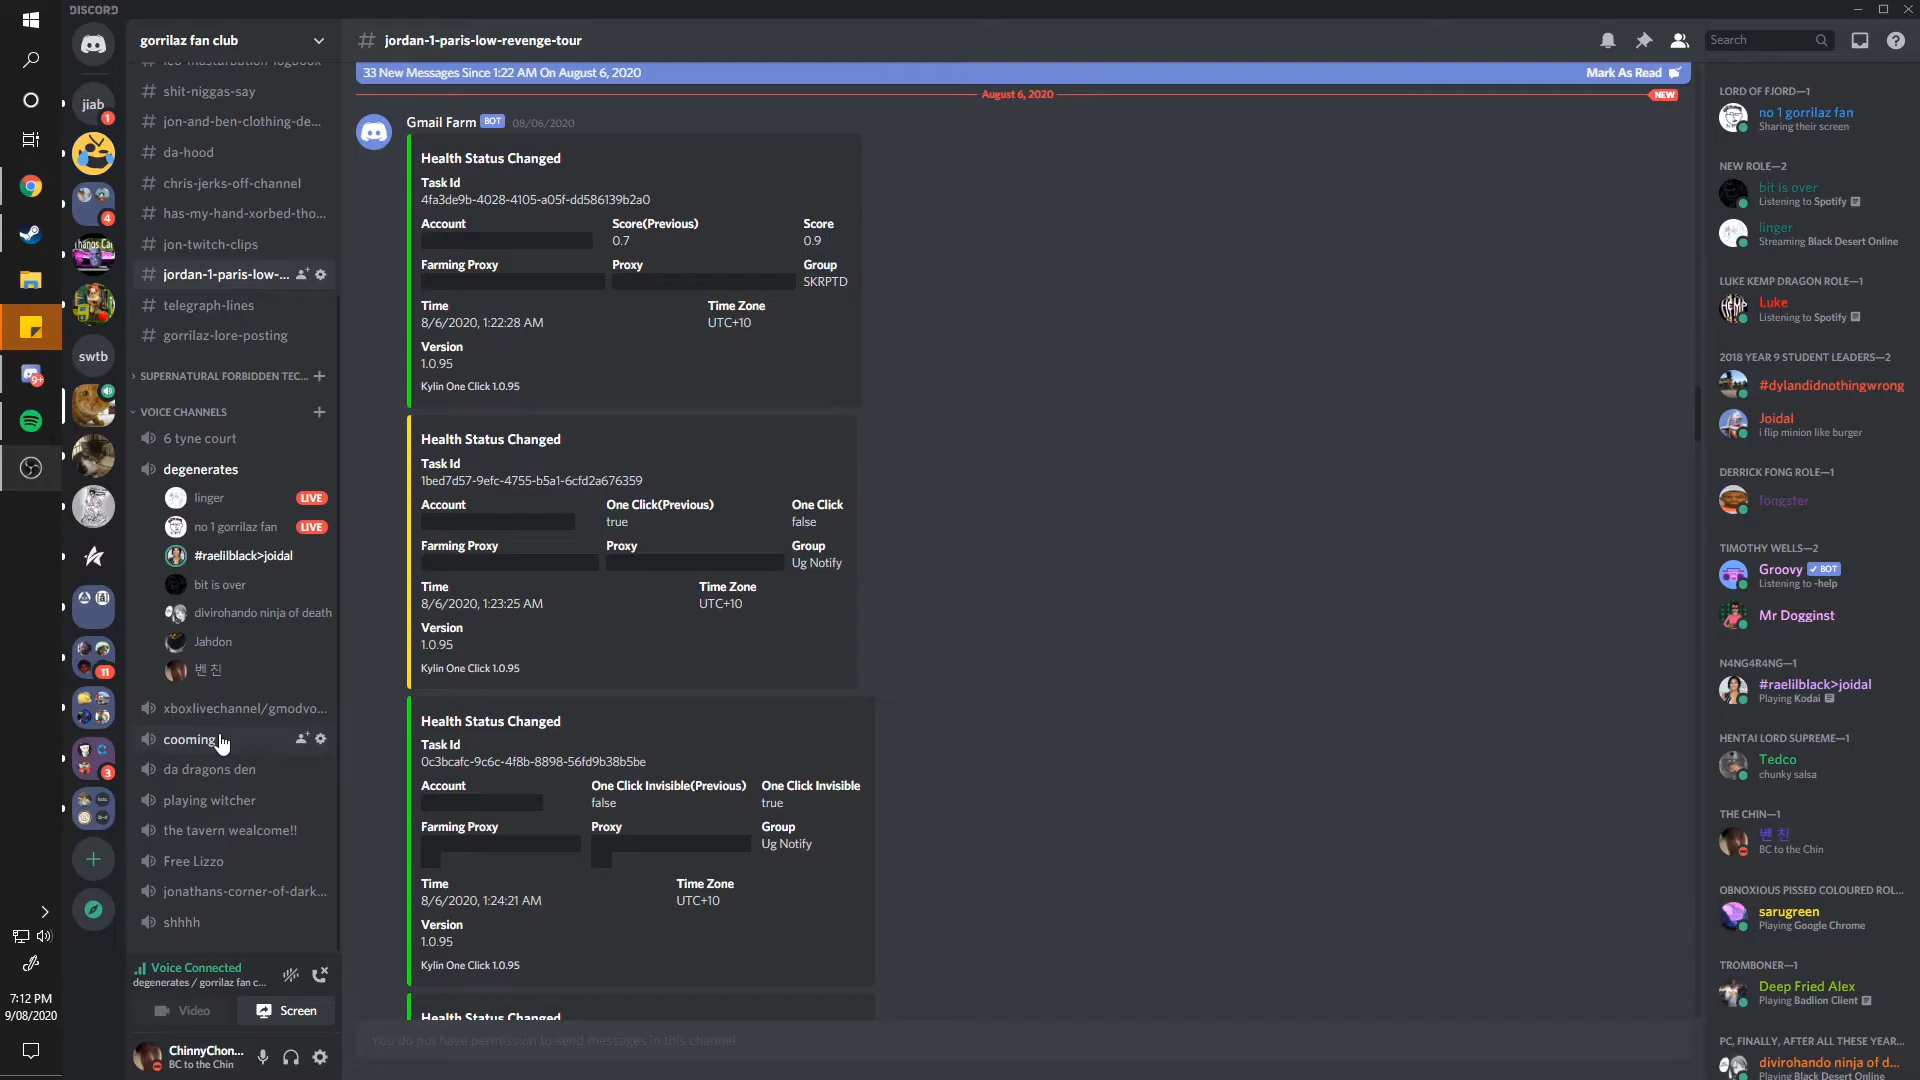 DISCORD
gorrilaz fan club
shit-niggas-say
jon-and-ben-clothing-de...
da-hood
chris-jerks-off-channel
has-my-hand-xorbed-tho...
jon-twitch-clips
jordan-1-paris-low-...
telegraph-lines
gorrilaz-lore-posting
SUPERNATURAL FORBIDDEN TEC...
VOICE CHANNELS
6 tyne court
degenerates
linger LIVE
no 1 gorrilaz fan LIVE
#raelilblack>joidal
bit is over
divirohando ninja of death
Jahdon
벤 친
xboxlivechannel/gmodvo...
cooming
da dragons den
playing witcher
the tavern wealcome!!
Free Lizzo
jonathans-corner-of-dark...
shhhh
Voice Connected
degenerates / gorrilaz fan c...
Video Screen
ChinnyChon...
BC to the Chin
jiab
1
4
swtb
11
3
9+
7:12 PM
9/08/2020
# jordan-1-paris-low-revenge-tour
Search
33 New Messages Since 1:22 AM On August 6, 2020 Mark As Read
August 6, 2020 NEW
Gmail Farm BOT 08/06/2020
Health Status Changed
Task Id
4fa3de9b-4028-4105-a05f-dd586139b2a0
Account Score(Previous) Score
0.7 0.9
Farming Proxy Proxy Group
SKRPTD
Time Time Zone
8/6/2020, 1:22:28 AM UTC+10
Version
1.0.95
Kylin One Click 1.0.95
Health Status Changed
Task Id
1bed7d57-9efc-4755-b5a1-6cfd2a676359
Account One Click(Previous) One Click
true false
Farming Proxy Proxy Group
Ug Notify
Time Time Zone
8/6/2020, 1:23:25 AM UTC+10
Version
1.0.95
Kylin One Click 1.0.95
Health Status Changed
Task Id
0c3bcafc-9c6c-4f8b-8898-56fd9b38b5be
Account One Click Invisible(Previous) One Click Invisible
false true
Farming Proxy Proxy Group
Ug Notify
Time Time Zone
8/6/2020, 1:24:21 AM UTC+10
Version
1.0.95
Kylin One Click 1.0.95
Health Status Changed
You do not have permission to send messages in this channel.
LORD OF FJORD—1
no 1 gorrilaz fan
Sharing their screen
NEW ROLE—2
bit is over
Listening to Spotify
linger
Streaming Black Desert Online
LUKE KEMP DRAGON ROLE—1
Luke
Listening to Spotify
2018 YEAR 9 STUDENT LEADERS—2
#dylandidnothingwrong
Joidal
i flip minion like burger
DERRICK FONG ROLE—1
fongster
TIMOTHY WELLS—2
Groovy BOT
Listening to -help
Mr Dogginst
N4NG4R4NG—1
#raelilblack>joidal
Playing Kodai
HENTAI LORD SUPREME—1
Tedco
chunky salsa
THE CHIN—1
벤 친
BC to the Chin
OBNOXIOUS PISSED COLOURED ROL...
sarugreen
Playing Google Chrome
TROMBONER—1
Deep Fried Alex
Playing Badlion Client
PC, FINALLY, AFTER ALL THESE YEAR...
divirohando ninja of d...
Playing Black Desert Online